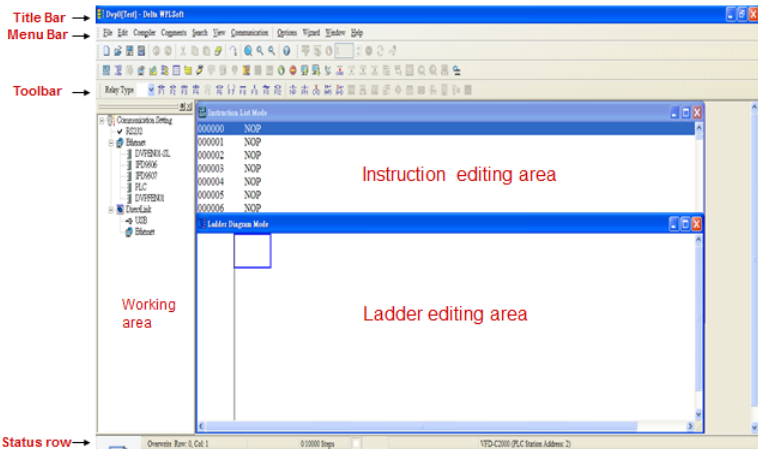 Title Bar
Dvp0[Test] - Delta WPLSoft
Menu Bar
File Edit Compiler Comments Search View Communication Options Wizard Window Help
Toolbar
Relay Type
Communication Setting
RS232
Ethernet
DVPEN01-SL
IFD9506
IFD9507
PLC
DVPFEN01
DirectLink
USB
Ethernet
Working
area
Instruction List Mode
000000 NOP
000001 NOP
000002 NOP
000003 NOP
000004 NOP
000005 NOP
000006 NOP
Instruction editing area
Ladder Diagram Mode
Ladder editing area
Status row
Overwrite Row: 0, Col: 1
0/10000 Steps
VFD-C2000 (PLC Station Address: 2)